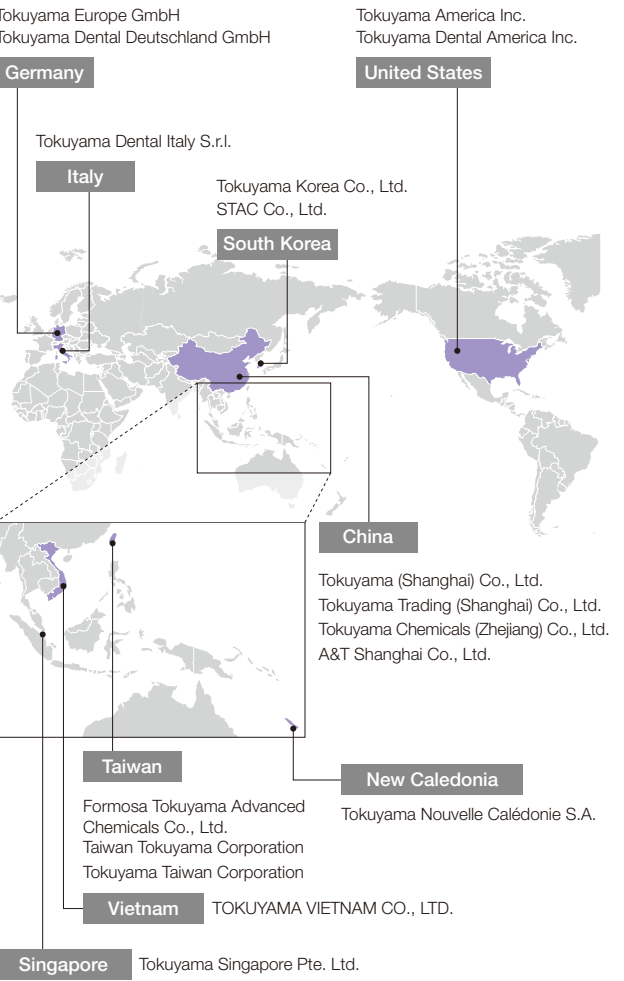 Tokuyama Europe GmbH
Tokuyama Dental Deutschland GmbH
Germany
Tokuyama America Inc.
Tokuyama Dental America Inc.
United States
Tokuyama Dental Italy S.r.l.
Italy
Tokuyama Korea Co., Ltd.
STAC Co., Ltd.
South Korea
China
Tokuyama (Shanghai) Co., Ltd.
Tokuyama Trading (Shanghai) Co., Ltd.
Tokuyama Chemicals (Zhejiang) Co., Ltd.
A&T Shanghai Co., Ltd.
Taiwan
Formosa Tokuyama Advanced
Chemicals Co., Ltd.
Taiwan Tokuyama Corporation
Tokuyama Taiwan Corporation
New Caledonia
Tokuyama Nouvelle Calédonie S.A.
Vietnam
TOKUYAMA VIETNAM CO., LTD.
Singapore
Tokuyama Singapore Pte. Ltd.